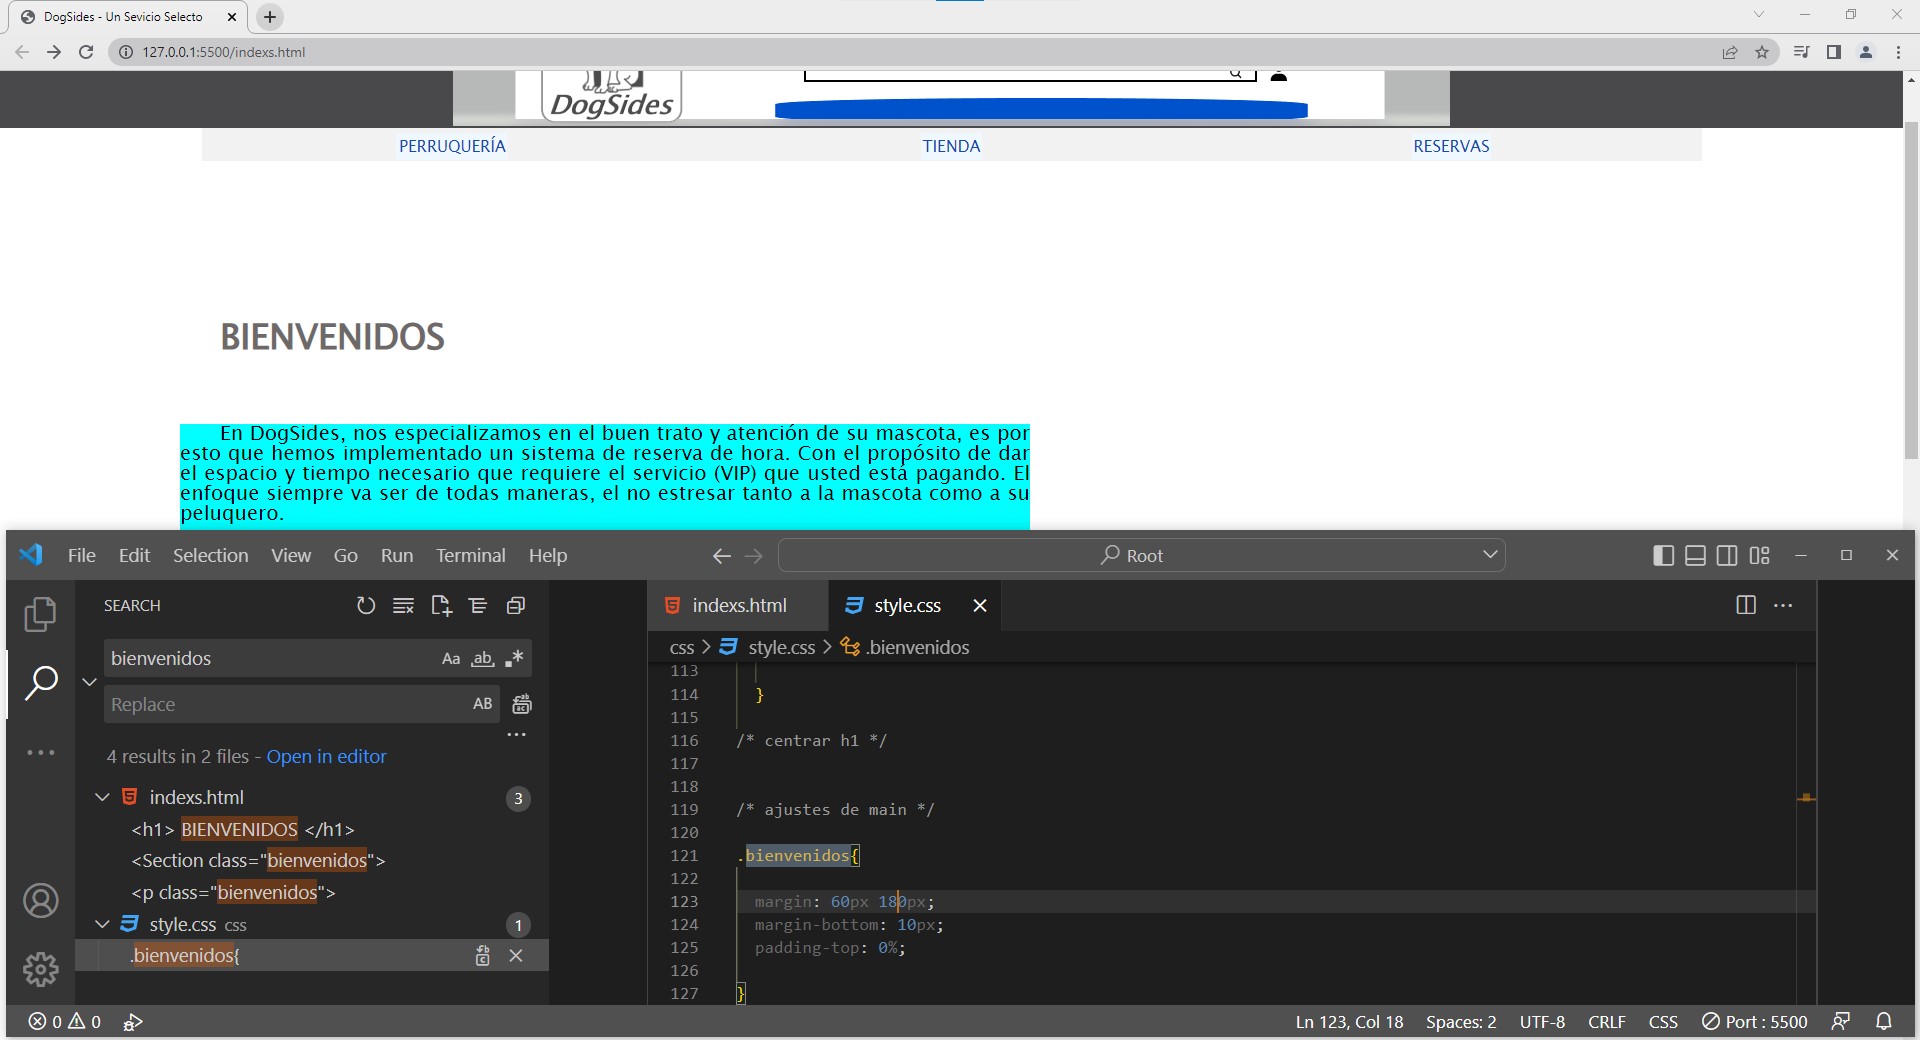 DogSides - Un Sevicio Selecto
127.0.0.1:5500/indexs.html
DogSides
PERRUQUERÍA TIENDA RESERVAS
BIENVENIDOS
En DogSides, nos especializamos en el buen trato y atención de su mascota, es por
esto que hemos implementado un sistema de reserva de hora. Con el propósito de dar
el espacio y tiempo necesario que requiere el servicio (VIP) que usted está pagando. El
enfoque siempre va ser de todas maneras, el no estresar tanto a la mascota como a su
peluquero.
File Edit Selection View Go Run Terminal Help Root
SEARCH
bienvenidos Aa ab .*
Replace AB
4 results in 2 files - Open in editor
indexs.html 3
<h1> BIENVENIDOS </h1>
<Section class="bienvenidos">
<p class="bienvenidos">
style.css css 1
.bienvenidos{
indexs.html style.css
css > style.css > .bienvenidos
113
114 }
115
116 /* centrar h1 */
117
118
119 /* ajustes de main */
120
121 .bienvenidos{
122
123 margin: 60px 180px;
124 margin-bottom: 10px;
125 padding-top: 0%;
126
127 }
0 0 Ln 123, Col 18 Spaces: 2 UTF-8 CRLF CSS Port : 5500